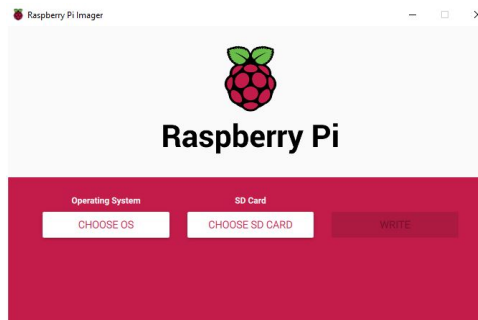 Raspberry Pi Imager
Raspberry Pi
Operating System
SD Card
CHOOSE OS
CHOOSE SD CARD
WRITE